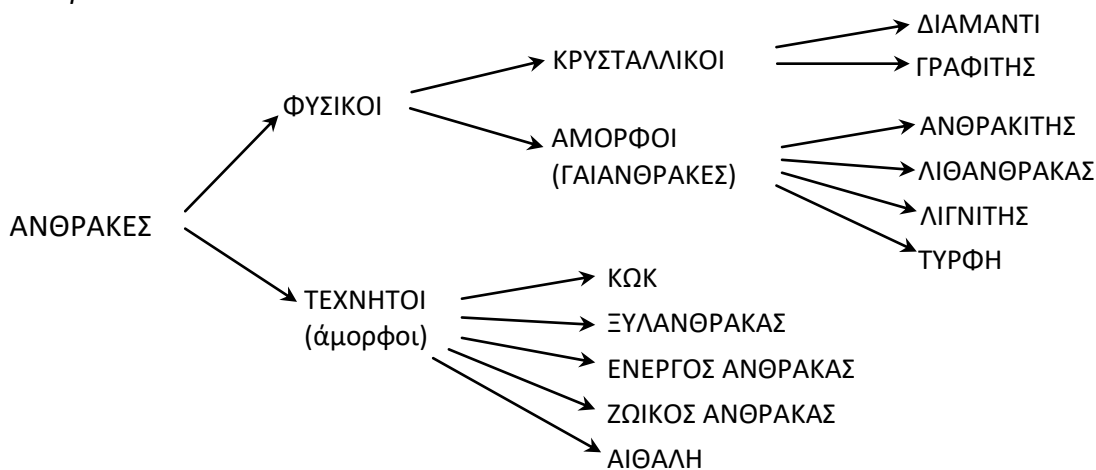 ΑΝΘΡΑΚΕΣ
ΦΥΣΙΚΟΙ
ΚΡΥΣΤΑΛΛΙΚΟΙ
ΔΙΑΜΑΝΤΙ
ΓΡΑΦΙΤΗΣ
ΑΜΟΡΦΟΙ
(ΓΑΙΑΝΘΡΑΚΕΣ)
ΑΝΘΡΑΚΙΤΗΣ
ΛΙΘΑΝΘΡΑΚΑΣ
ΛΙΓΝΙΤΗΣ
ΤΥΡΦΗ
ΤΕΧΝΗΤΟΙ
(άμορφοι)
ΚΩΚ
ΞΥΛΑΝΘΡΑΚΑΣ
ΕΝΕΡΓΟΣ ΑΝΘΡΑΚΑΣ
ΖΩΙΚΟΣ ΑΝΘΡΑΚΑΣ
ΑΙΘΑΛΗ